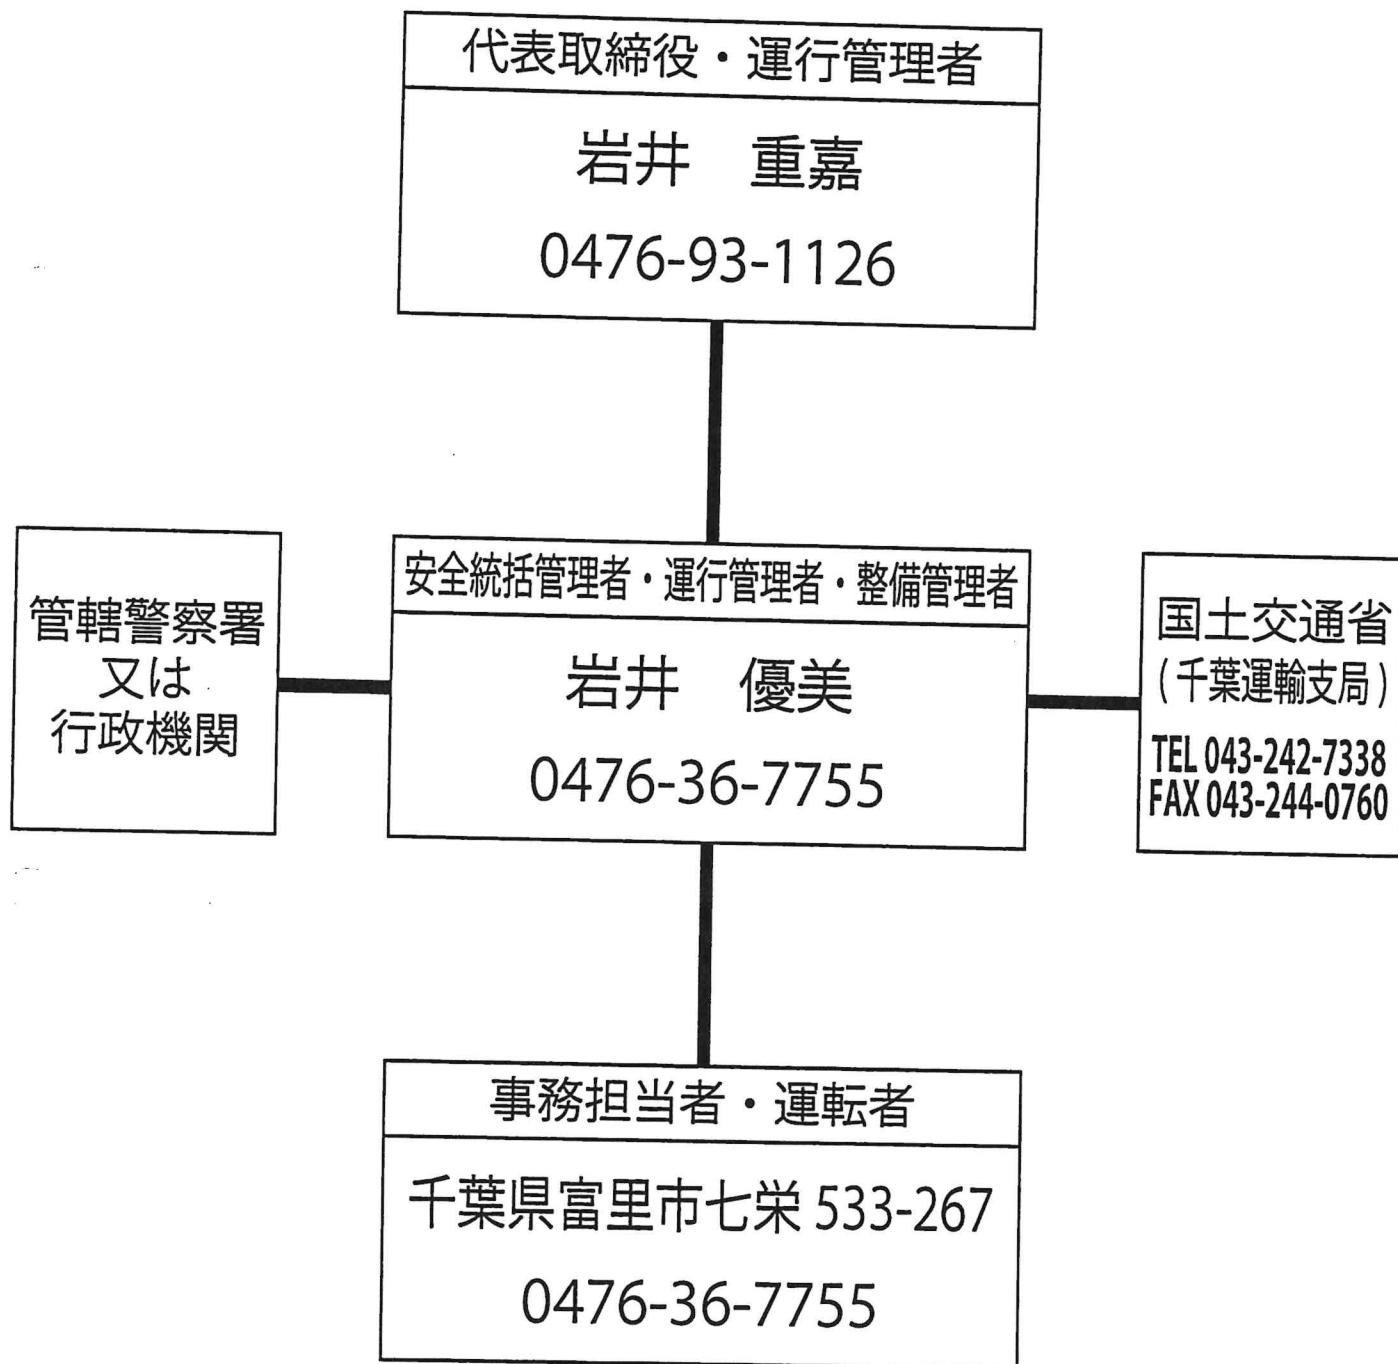 代表取締役・運行管理者
岩井　重嘉
0476-93-1126
管轄警察署
又は
行政機関
安全統括管理者・運行管理者・整備管理者
岩井　優美
0476-36-7755
国土交通省
(千葉運輸支局)
TEL 043-242-7338
FAX 043-244-0760
事務担当者・運転者
千葉県富里市七栄 533-267
0476-36-7755